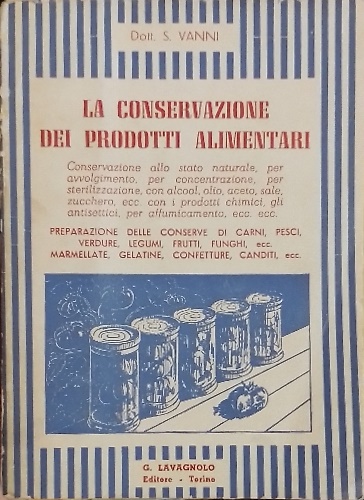 Dott. S. VANNI
LA CONSERVAZIONE
DEI PRODOTTI ALIMENTARI
Conservazione allo stato naturale, per
avvolgimento, per concentrazione, per
sterilizzazione, con alcool, olio, aceto, sale,
zucchero, ecc. con i prodotti chimici, gli
antisettici, per affumicamento, ecc. ecc.
PREPARAZIONE DELLE CONSERVE DI CARNI, PESCI,
VERDURE, LEGUMI, FRUTTI, FUNGHI, ecc.
MARMELLATE, GELATINE, CONFETTURE, CANDITI, ecc.
G. LAVAGNOLO
Editore - Torino